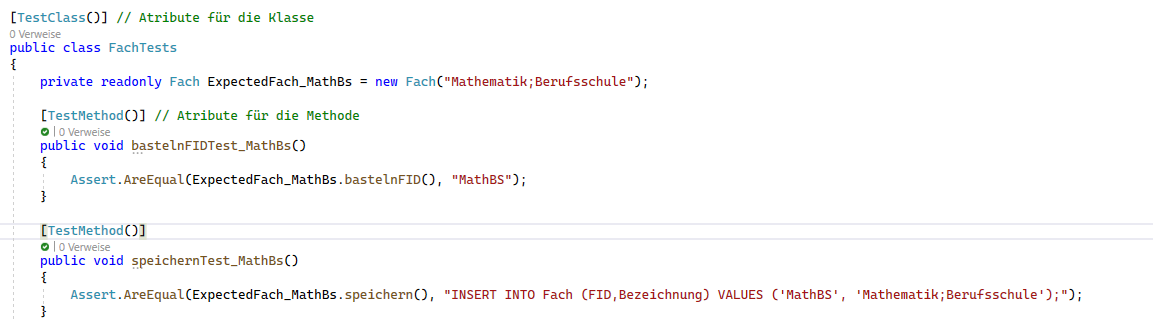 [TestClass()] // Atribute für die Klasse
0 Verweise
public class FachTests
{
private readonly Fach ExpectedFach_MathBs = new Fach("Mathematik;Berufsschule");
[TestMethod()] // Atribute für die Methode
| 0 Verweise
public void bastelnFIDTest_MathBs()
{
Assert.AreEqual(ExpectedFach_MathBs.bastelnFID(), "MathBS");
}
[TestMethod()]
| 0 Verweise
public void speichernTest_MathBs()
{
Assert.AreEqual(ExpectedFach_MathBs.speichern(), "INSERT INTO Fach (FID,Bezeichnung) VALUES ('MathBS', 'Mathematik;Berufsschule');");
}